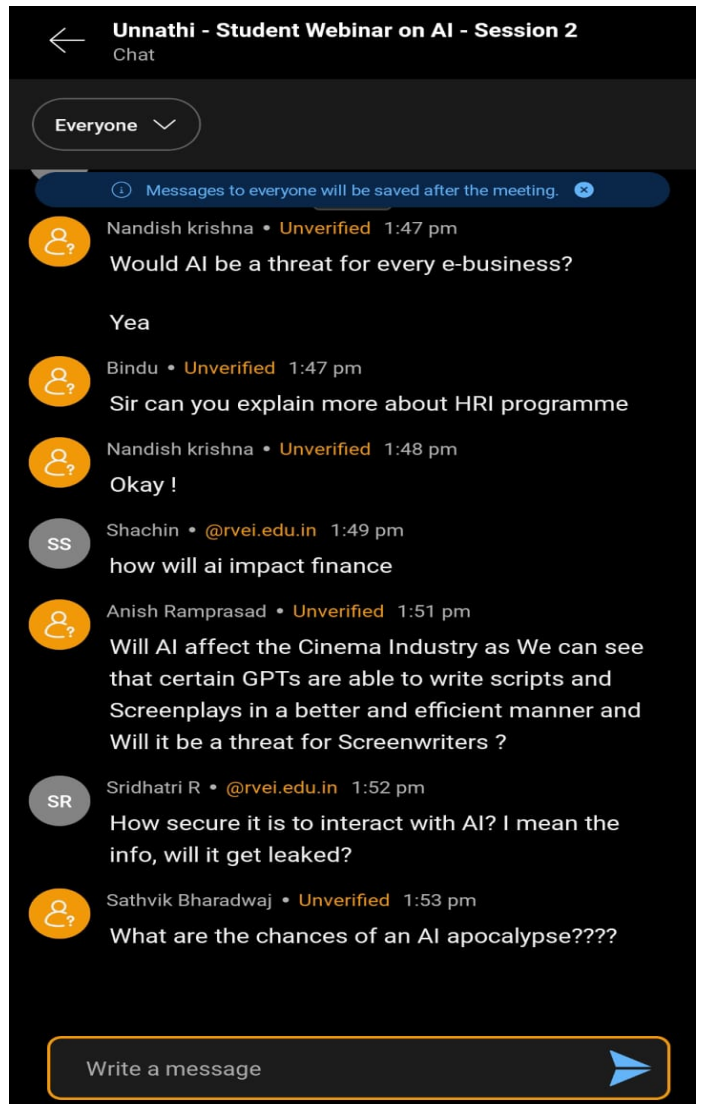 Unnathi - Student Webinar on AI - Session 2
Chat
Everyone
Messages to everyone will be saved after the meeting.
Nandish krishna • Unverified 1:47 pm
Would AI be a threat for every e-business?
Yea
Bindu • Unverified 1:47 pm
Sir can you explain more about HRI programme
Nandish krishna • Unverified 1:48 pm
Okay !
SS
Shachin • @rvei.edu.in 1:49 pm
how will ai impact finance
Anish Ramprasad • Unverified 1:51 pm
Will AI affect the Cinema Industry as We can see
that certain GPTs are able to write scripts and
Screenplays in a better and efficient manner and
Will it be a threat for Screenwriters ?
SR
Sridhatri R • @rvei.edu.in 1:52 pm
How secure it is to interact with AI? I mean the
info, will it get leaked?
Sathvik Bharadwaj • Unverified 1:53 pm
What are the chances of an AI apocalypse????
Write a message